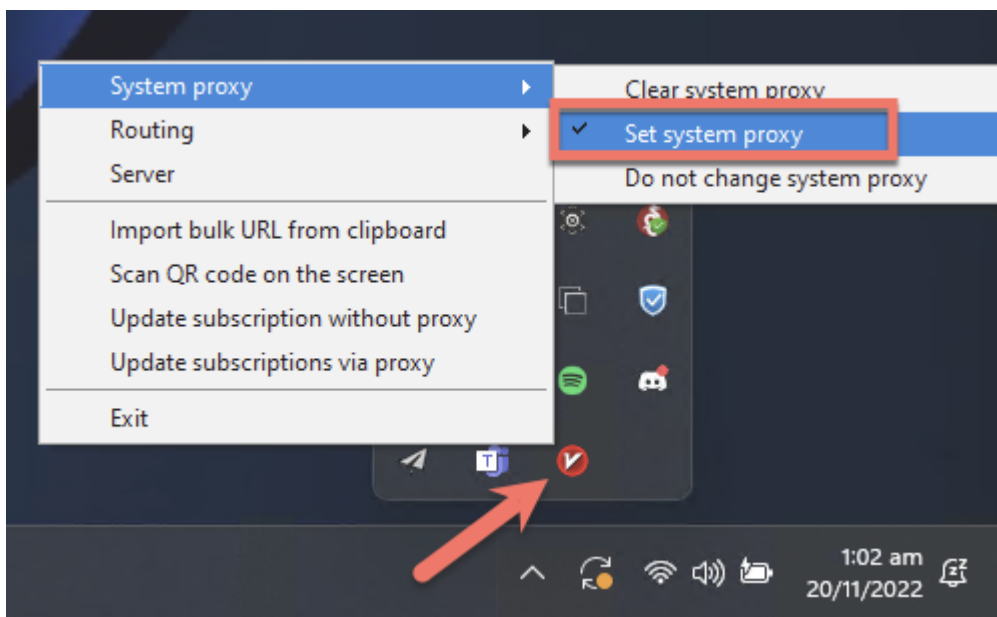 System proxy
Routing
Server
Import bulk URL from clipboard
Scan QR code on the screen
Update subscription without proxy
Update subscriptions via proxy
Exit
Clear system proxy
Set system proxy
Do not change system proxy
T
1:02 am
20/11/2022